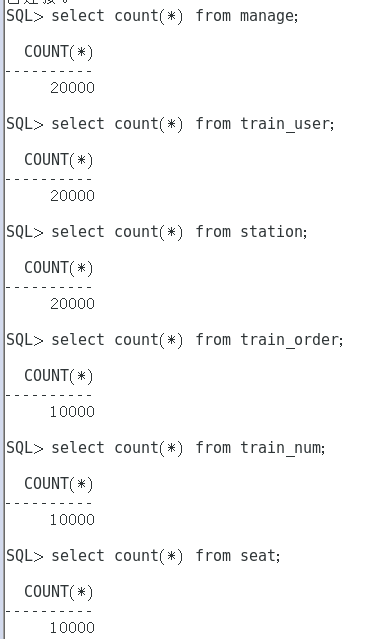 SQL> select count(*) from manage;
COUNT(*)
----------
20000
SQL> select count(*) from train_user;
COUNT(*)
----------
20000
SQL> select count(*) from station;
COUNT(*)
----------
20000
SQL> select count(*) from train_order;
COUNT(*)
----------
10000
SQL> select count(*) from train_num;
COUNT(*)
----------
10000
SQL> select count(*) from seat;
COUNT(*)
----------
10000